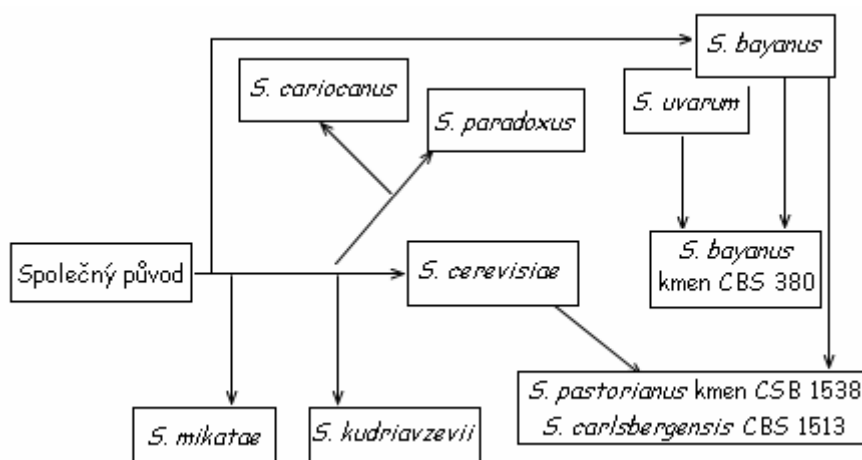 S. bayanus
S. cariocanus
S. uvarum
S. paradoxus
S. bayanus
kmen CBS 380
Společný původ
S. cerevisiae
S. pastorianus kmen CSB 1538
S. carlsbergensis CBS 1513
S. mikatae
S. kudriavzevii